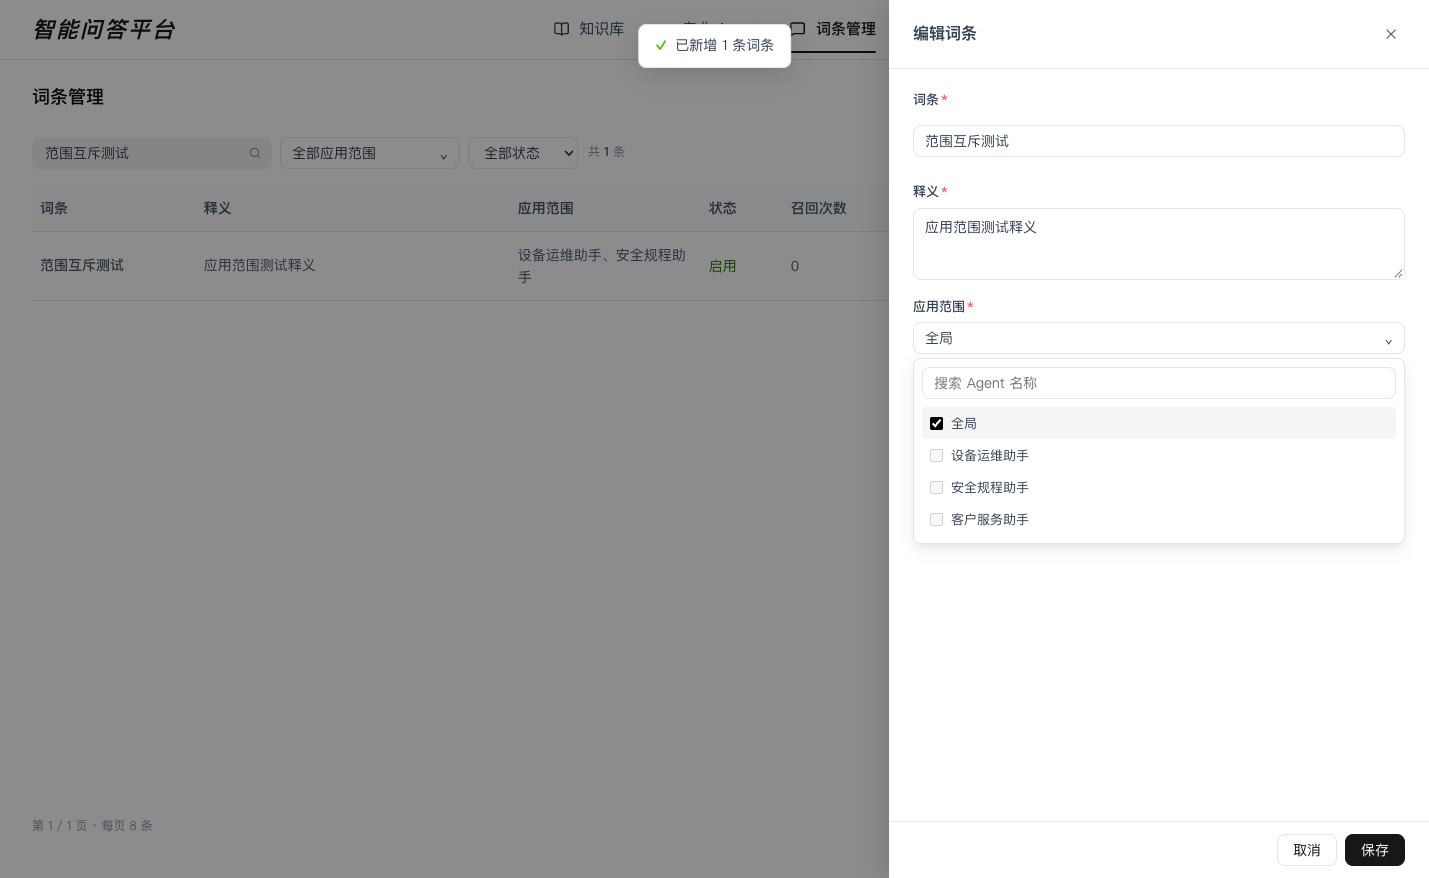 智能问答平台
知识库
词条管理
已新增 1 条词条
词条管理
范围互斥测试
全部应用范围
全部状态
共 1 条
词条 释义 应用范围 状态 召回次数
范围互斥测试 应用范围测试释义 设备运维助手、安全规程助手 启用 0
第 1 / 1 页 · 每页 8 条
编辑词条
词条*
范围互斥测试
释义*
应用范围测试释义
应用范围*
全局
搜索 Agent 名称
全局
设备运维助手
安全规程助手
客户服务助手
取消
保存